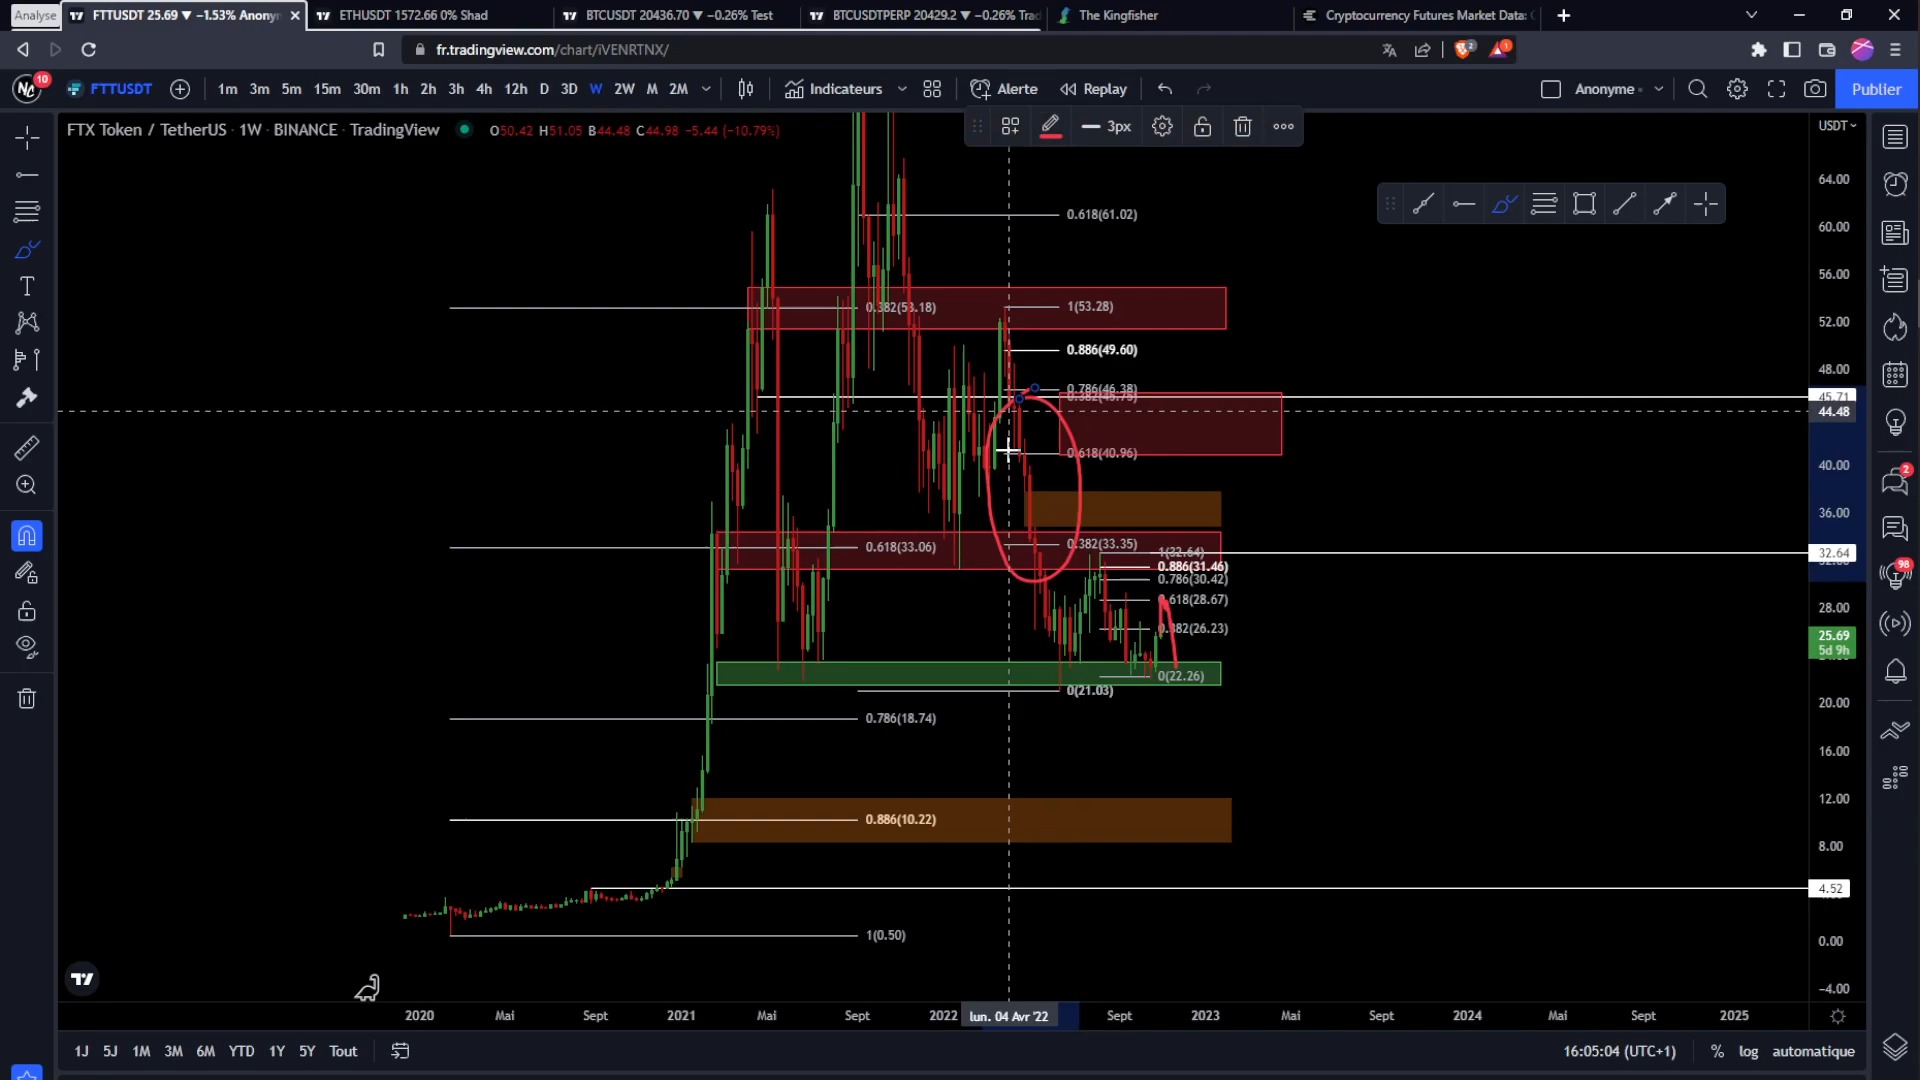 Analyse
FTTUSDT 25.69 ▼ −1.53% Anonyn
ETHUSDT 1572.66 0% Shad
BTCUSDT 20436.70 ▼ −0.26% Test
BTCUSDTPERP 20429.2 ▼ −0.26% Trad
The Kingfisher
Cryptocurrency Futures Market Data:
fr.tradingview.com/chart/iVENRTNX/
2
1
10
FTTUSDT
1m 3m 5m 15m 30m 1h 2h 3h 4h 12h D 3D W 2W M 2M
Indicateurs
Alerte
Replay
Anonyme
Publier
FTX Token / TetherUS · 1W · BINANCE · TradingView
O50.42 H51.05 B44.48 C44.98 −5.44 (−10.79%)
3px
USDT
64.00
0.618(61.02)
60.00
56.00
0.382(53.18)
1(53.28)
52.00
0.886(49.60)
48.00
0.786(46.38)
45.71
44.48
0.618(40.96)
40.00
2
36.00
0.618(33.06)
0.382(33.35)
1(32.64)
32.64
0.886(31.46)
98
0.786(30.42)
0.618(28.67)
28.00
0.382(26.23)
25.69
5d 9h
0(22.26)
0(21.03)
20.00
0.786(18.74)
16.00
12.00
0.886(10.22)
8.00
4.52
1(0.50)
0.00
−4.00
2020 Mai Sept 2021 Mai Sept 2022 lun. 04 Avr '22 Sept 2023 Mai Sept 2024 Mai Sept 2025
1J 5J 1M 3M 6M YTD 1Y 5Y Tout
16:05:04 (UTC+1) % log automatique